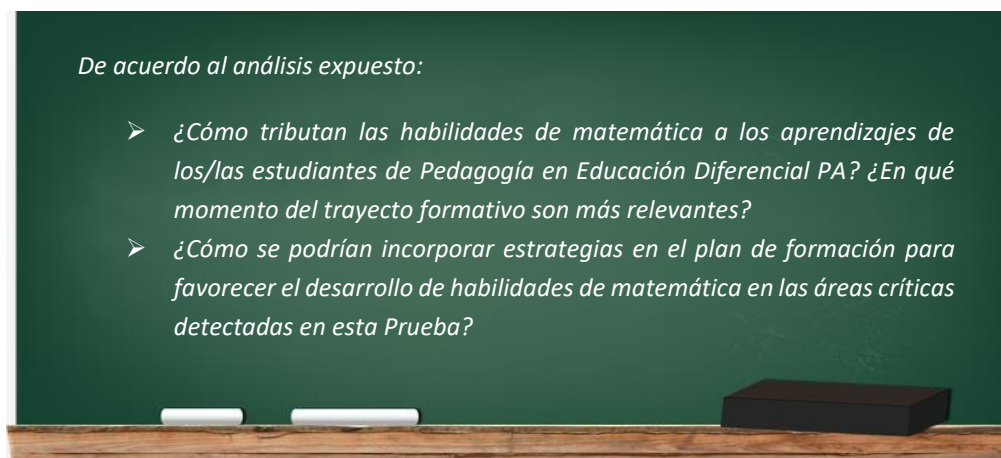 De acuerdo al análisis expuesto:
➢ ¿Cómo tributan las habilidades de matemática a los aprendizajes de
los/las estudiantes de Pedagogía en Educación Diferencial PA? ¿En qué
momento del trayecto formativo son más relevantes?
➢ ¿Cómo se podrían incorporar estrategias en el plan de formación para
favorecer el desarrollo de habilidades de matemática en las áreas críticas
detectadas en esta Prueba?